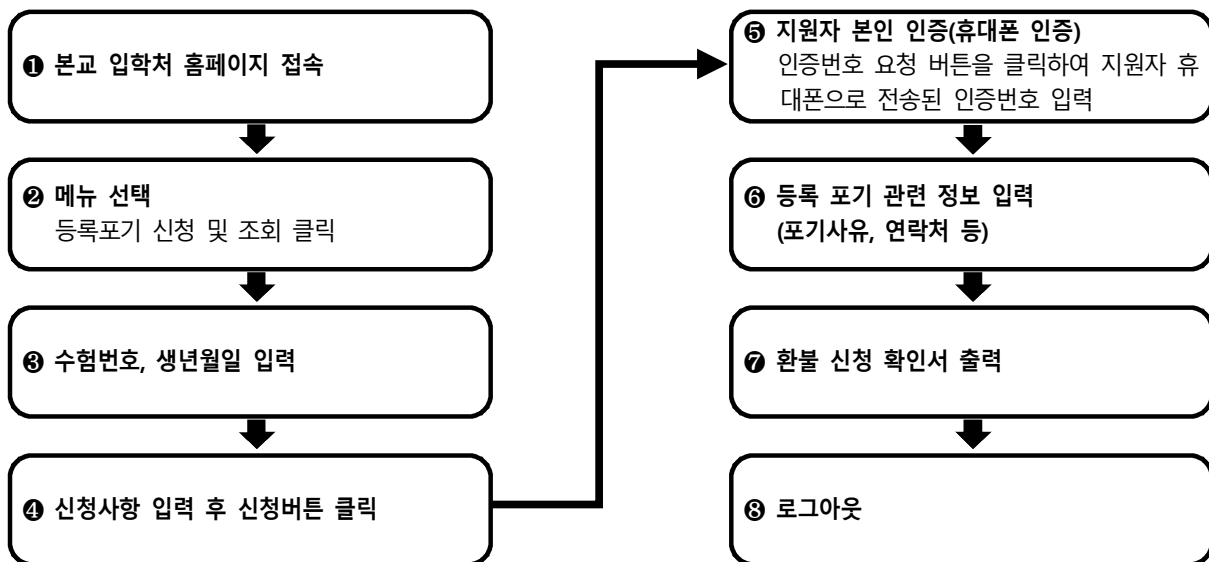 ❶ 본교 입학처 홈페이지 접속
❷ 메뉴 선택
등록포기 신청 및 조회 클릭
❸ 수험번호, 생년월일 입력
❹ 신청사항 입력 후 신청버튼 클릭
❺ 지원자 본인 인증(휴대폰 인증)
인증번호 요청 버튼을 클릭하여 지원자 휴
대폰으로 전송된 인증번호 입력
❻ 등록 포기 관련 정보 입력
(포기사유, 연락처 등)
❼ 환불 신청 확인서 출력
❽ 로그아웃